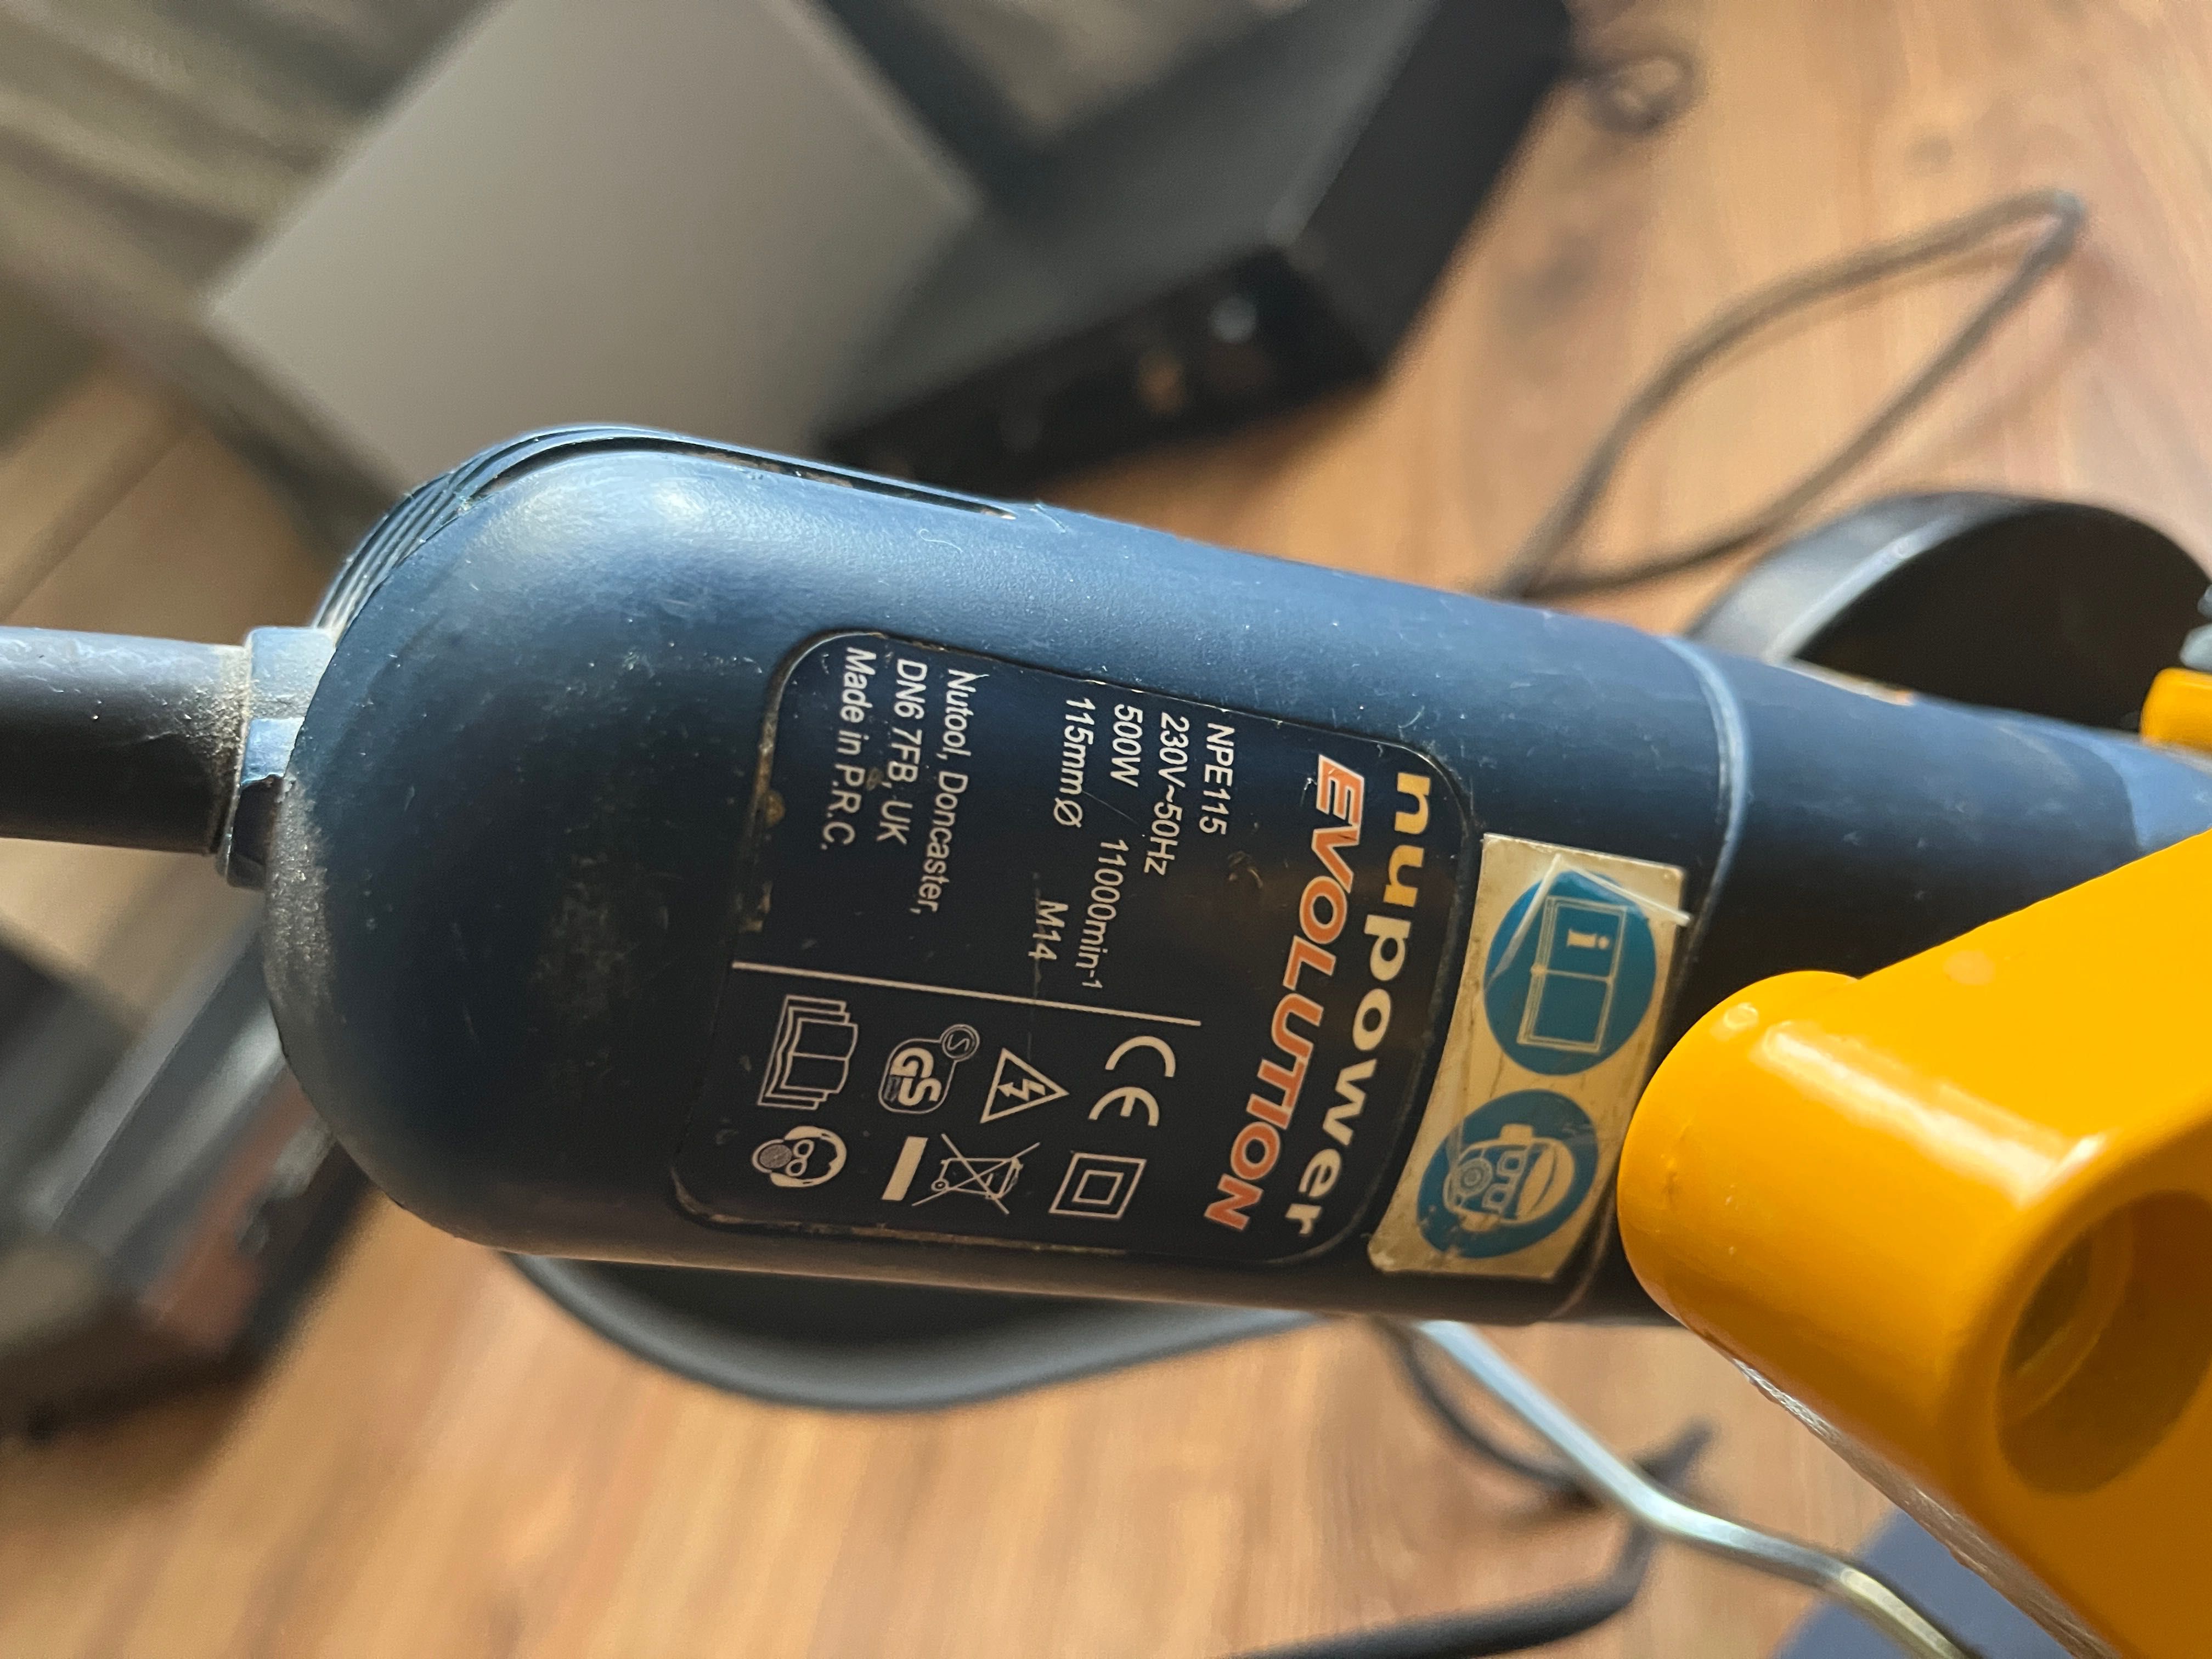 nupower
EVOLUTION
NPE115
230V~50Hz
500W 11000min-1
115mmØ M14
Nutool, Doncaster,
DN6 7FB, UK
Made in P.R.C.
CE
S
GS
i